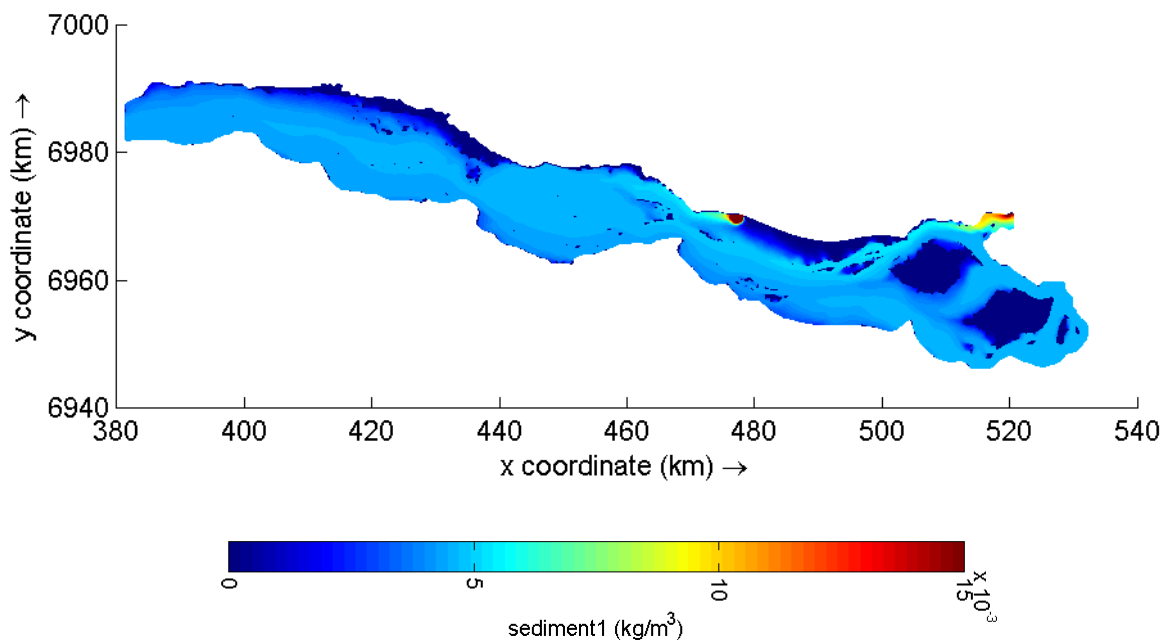 7000
6980
6960
6940
y coordinate (km) →
380 400 420 440 460 480 500 520 540
x coordinate (km) →
0 5 10 15
x 10⁻³
sediment1 (kg/m³)